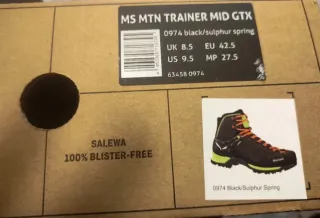 MS MTN TRAINER MID GTX
0974 black/sulphur spring
UK 8.5 EU 42.5
US 9.5 MP 27.5
63458 0974
SALEWA
100% BLISTER-FREE
0974 Black/Sulphur Spring